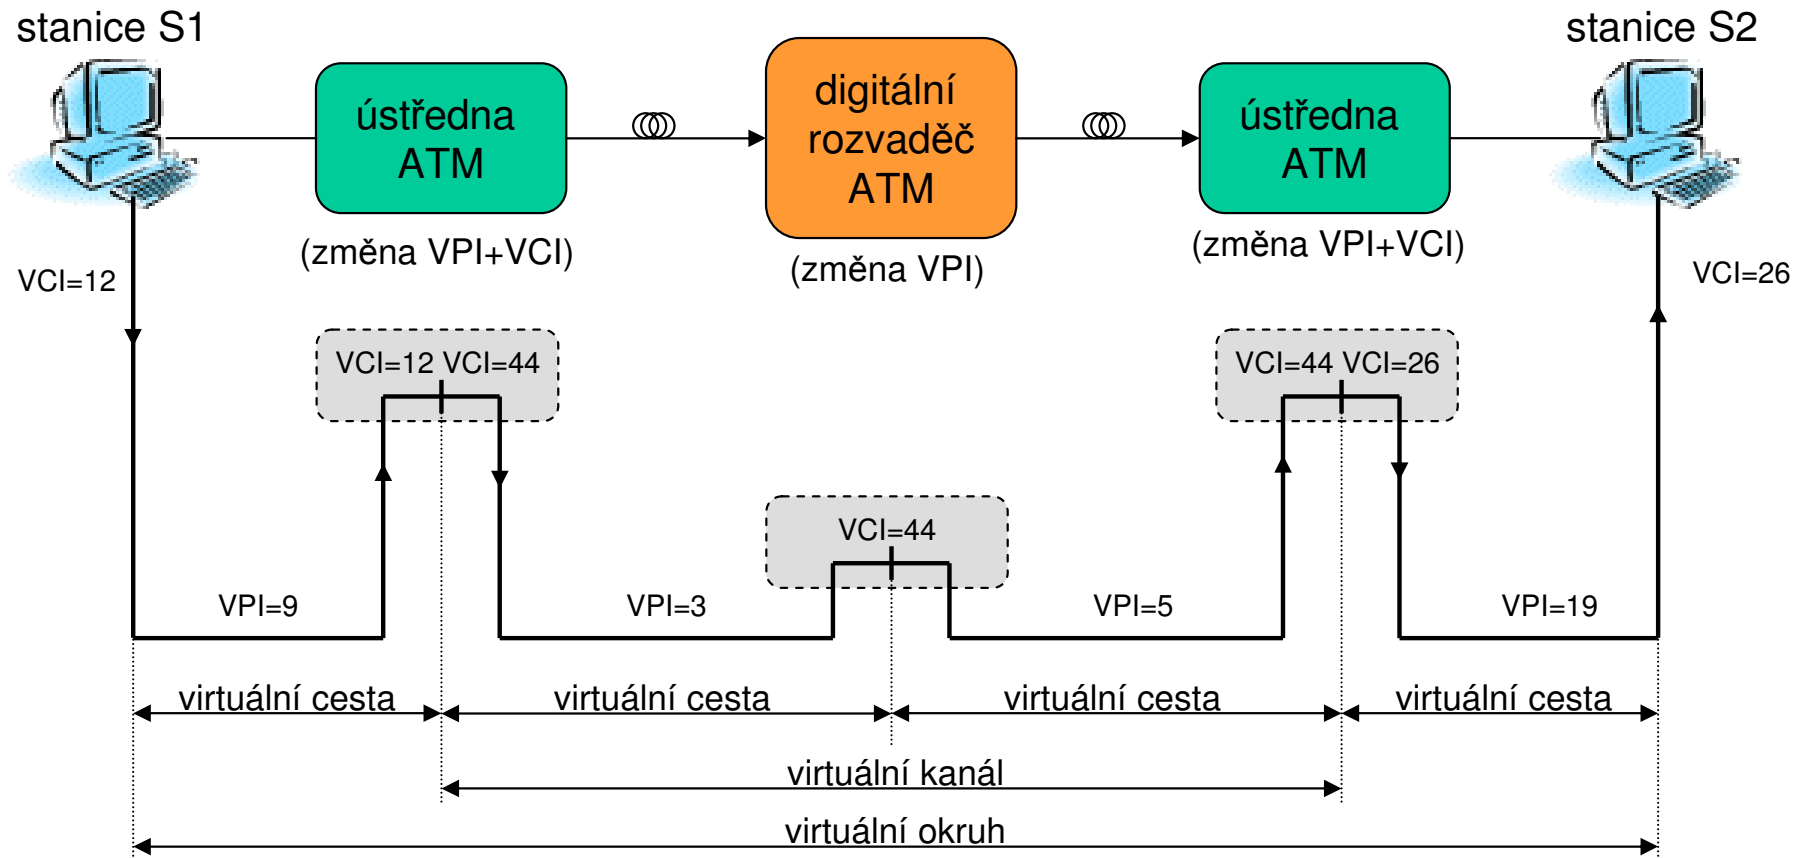 stanice S1
stanice S2
ústředna
ATM
digitální
rozvaděč
ATM
ústředna
ATM
(změna VPI+VCI)
(změna VPI)
(změna VPI+VCI)
VCI=12
VCI=26
VCI=12 VCI=44
VCI=44 VCI=26
VCI=44
VPI=9
VPI=3
VPI=5
VPI=19
virtuální cesta
virtuální cesta
virtuální cesta
virtuální cesta
virtuální kanál
virtuální okruh